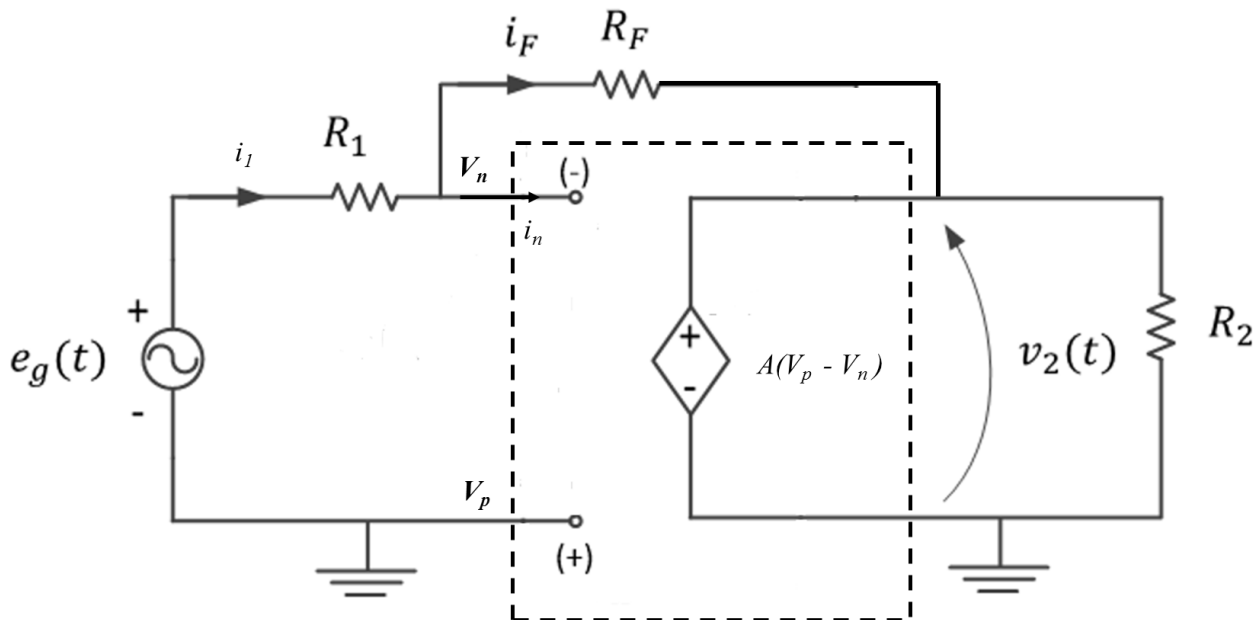 i_F
R_F
R_1
i_1
V_n
(-)
i_n
+
e_g(t)
-
+
-
A(V_p - V_n)
v_2(t)
R_2
V_p
(+)